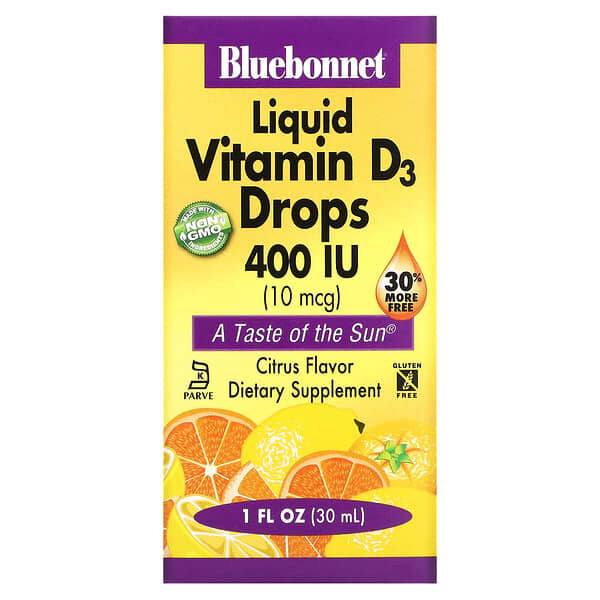 Bluebonnet®
Liquid
Vitamin D3
Drops
400 IU
(10 mcg)
MADE WITH
NON
GMO
INGREDIENTS
30%
MORE
FREE
A Taste of the Sun®
Citrus Flavor
Dietary Supplement
K
PARVE
GLUTEN
FREE
1 FL OZ (30 mL)